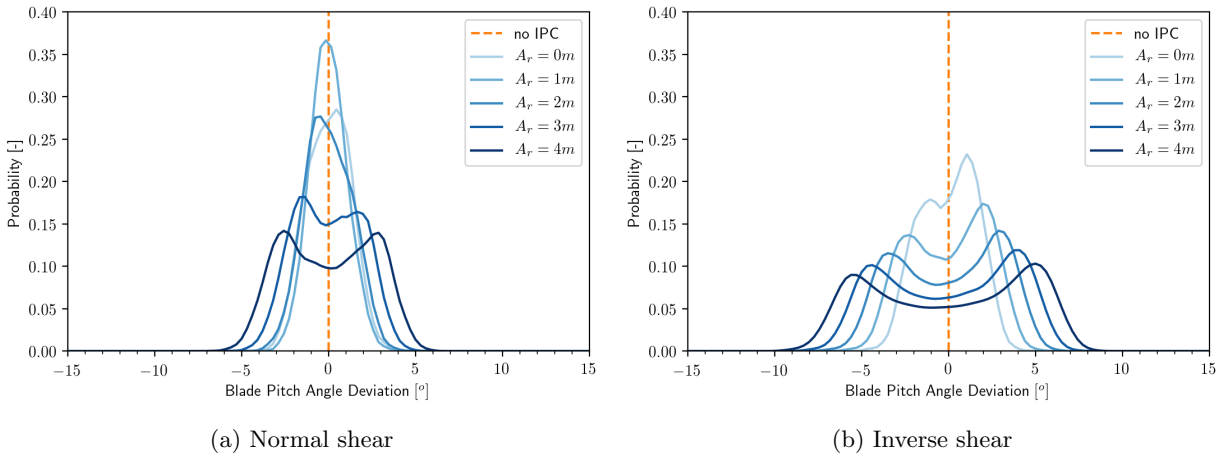 0.40
0.35
0.30
0.25
0.20
0.15
0.10
0.05
0.00
Probability [-]
−15 −10 −5 0 5 10 15
Blade Pitch Angle Deviation [°]
no IPC
A_r = 0m
A_r = 1m
A_r = 2m
A_r = 3m
A_r = 4m
(a) Normal shear
0.40
0.35
0.30
0.25
0.20
0.15
0.10
0.05
0.00
Probability [-]
−15 −10 −5 0 5 10 15
Blade Pitch Angle Deviation [°]
no IPC
A_r = 0m
A_r = 1m
A_r = 2m
A_r = 3m
A_r = 4m
(b) Inverse shear